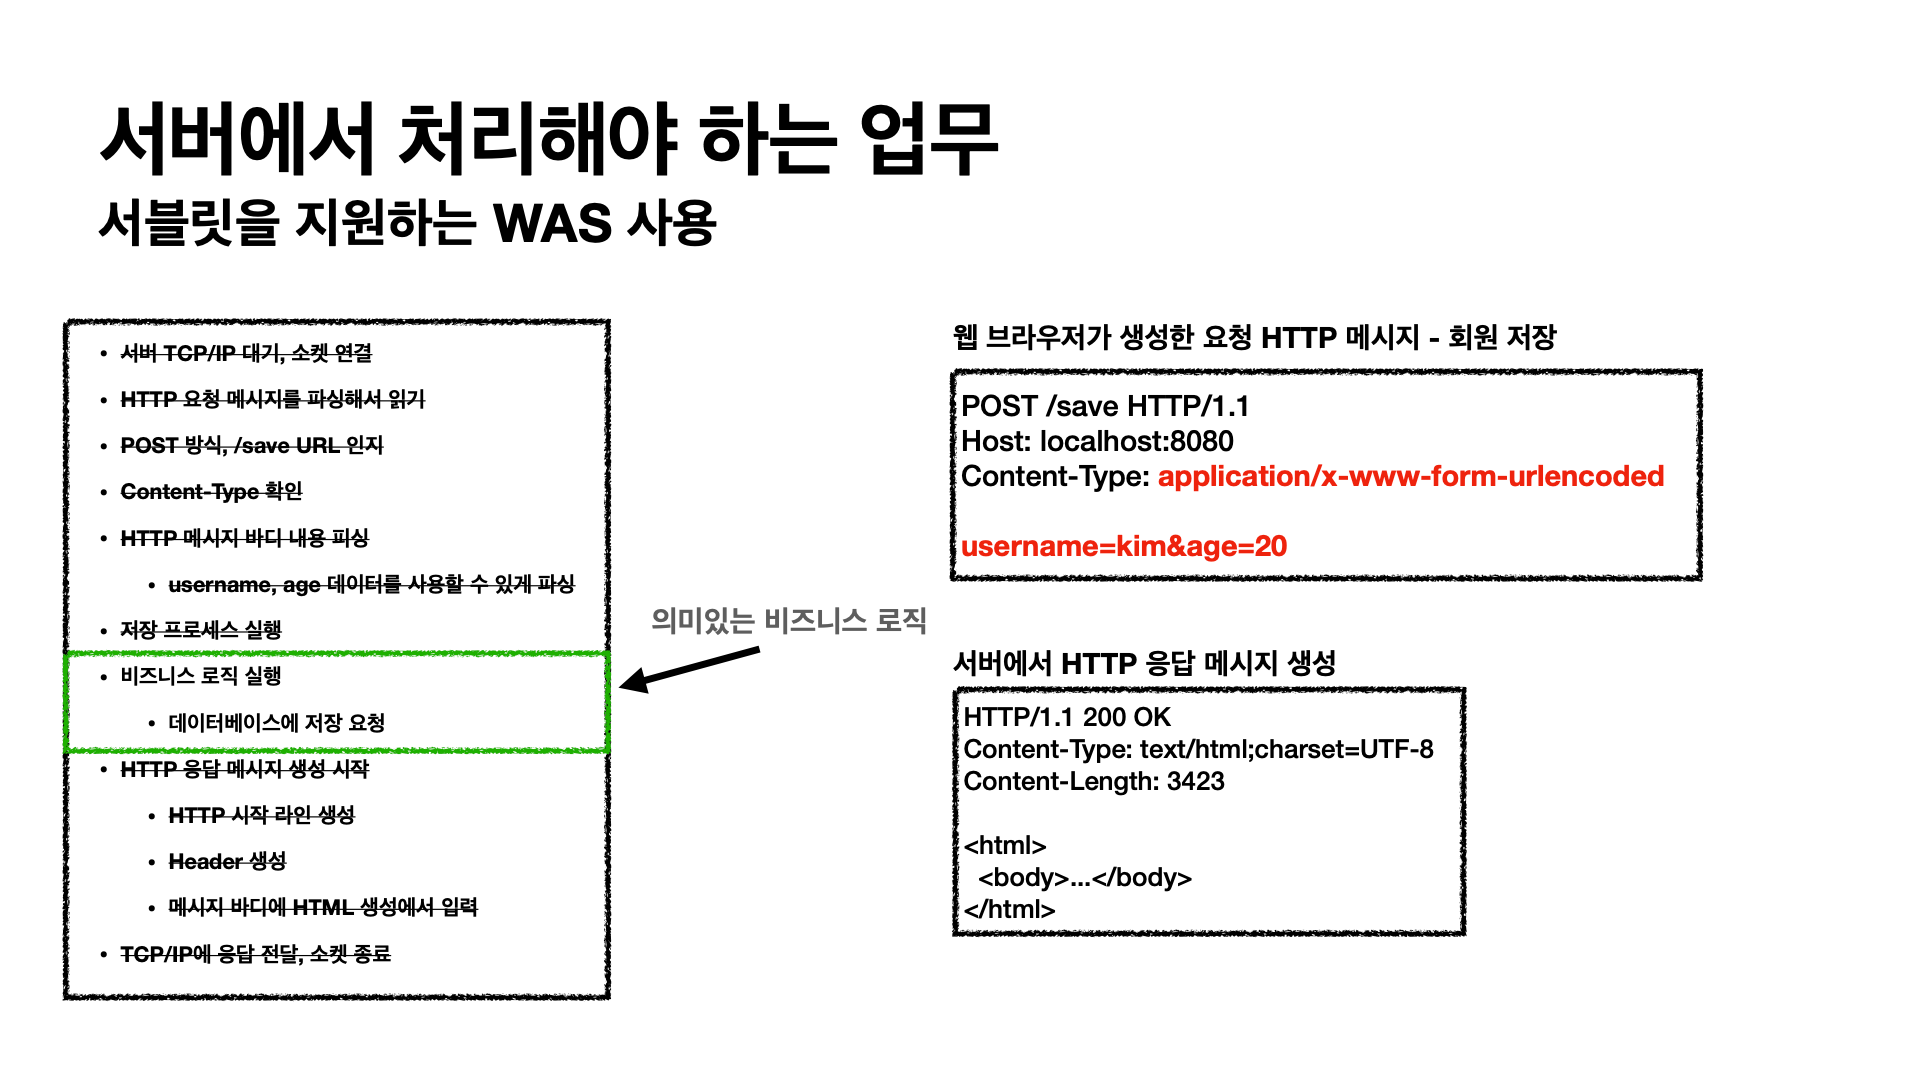 서버에서 처리해야 하는 업무
서블릿을 지원하는 WAS 사용
• 서버 TCP/IP 대기, 소켓 연결
• HTTP 요청 메시지를 파싱해서 읽기
• POST 방식, /save URL 인지
• Content-Type 확인
• HTTP 메시지 바디 내용 피싱
• username, age 데이터를 사용할 수 있게 파싱
• 저장 프로세스 실행
• 비즈니스 로직 실행
• 데이터베이스에 저장 요청
• HTTP 응답 메시지 생성 시작
• HTTP 시작 라인 생성
• Header 생성
• 메시지 바디에 HTML 생성에서 입력
• TCP/IP에 응답 전달, 소켓 종료
의미있는 비즈니스 로직
웹 브라우저가 생성한 요청 HTTP 메시지 - 회원 저장
POST /save HTTP/1.1
Host: localhost:8080
Content-Type: application/x-www-form-urlencoded
username=kim&age=20
서버에서 HTTP 응답 메시지 생성
HTTP/1.1 200 OK
Content-Type: text/html;charset=UTF-8
Content-Length: 3423
<html>
<body>...</body>
</html>